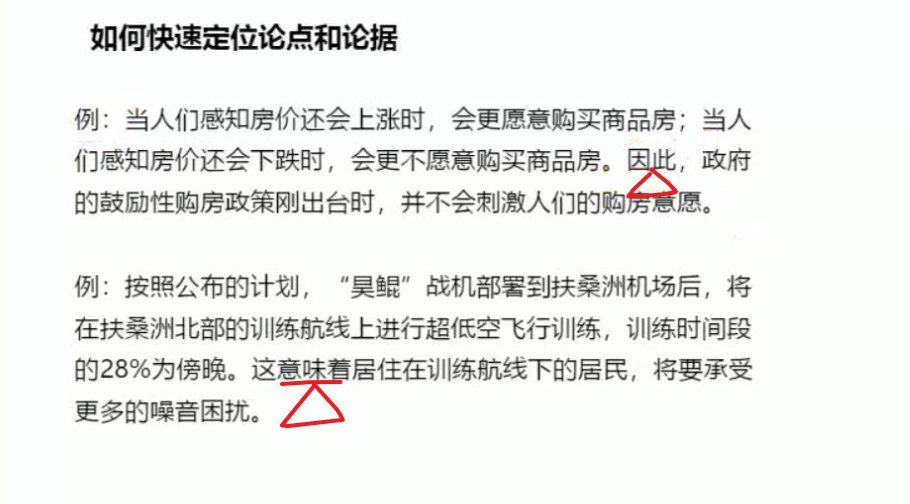 如何快速定位论点和论据
例：当人们感知房价还会上涨时，会更愿意购买商品房；当人
们感知房价还会下跌时，会更不愿意购买商品房。因此，政府
的鼓励性购房政策刚出台时，并不会刺激人们的购房意愿。
例：按照公布的计划，“昊鲲”战机部署到扶桑洲机场后，将
在扶桑洲北部的训练航线上进行超低空飞行训练，训练时间段
的28%为傍晚。这意味着居住在训练航线下的居民，将要承受
更多的噪音困扰。